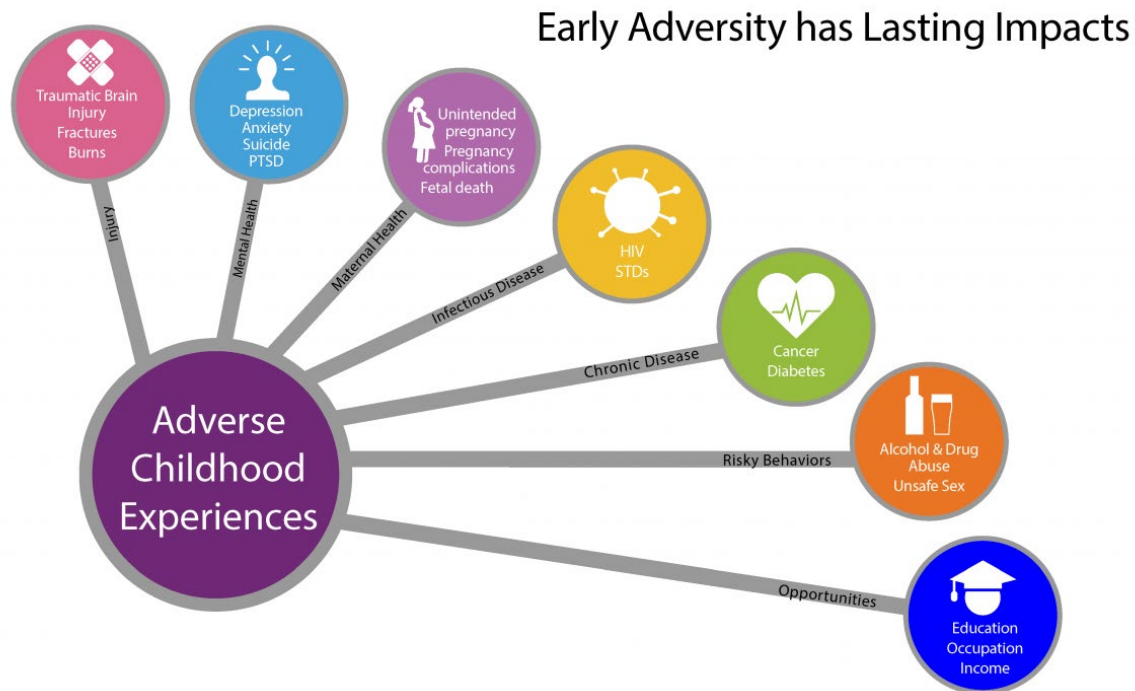 Early Adversity has Lasting Impacts
Traumatic Brain
Injury
Fractures
Burns
Injury
Depression
Anxiety
Suicide
PTSD
Mental Health
Unintended
pregnancy
Pregnancy
complications
Fetal death
Maternal Health
HIV
STDs
Infectious Disease
Cancer
Diabetes
Chronic Disease
Alcohol & Drug
Abuse
Unsafe Sex
Risky Behaviors
Education
Occupation
Income
Opportunities
Adverse
Childhood
Experiences